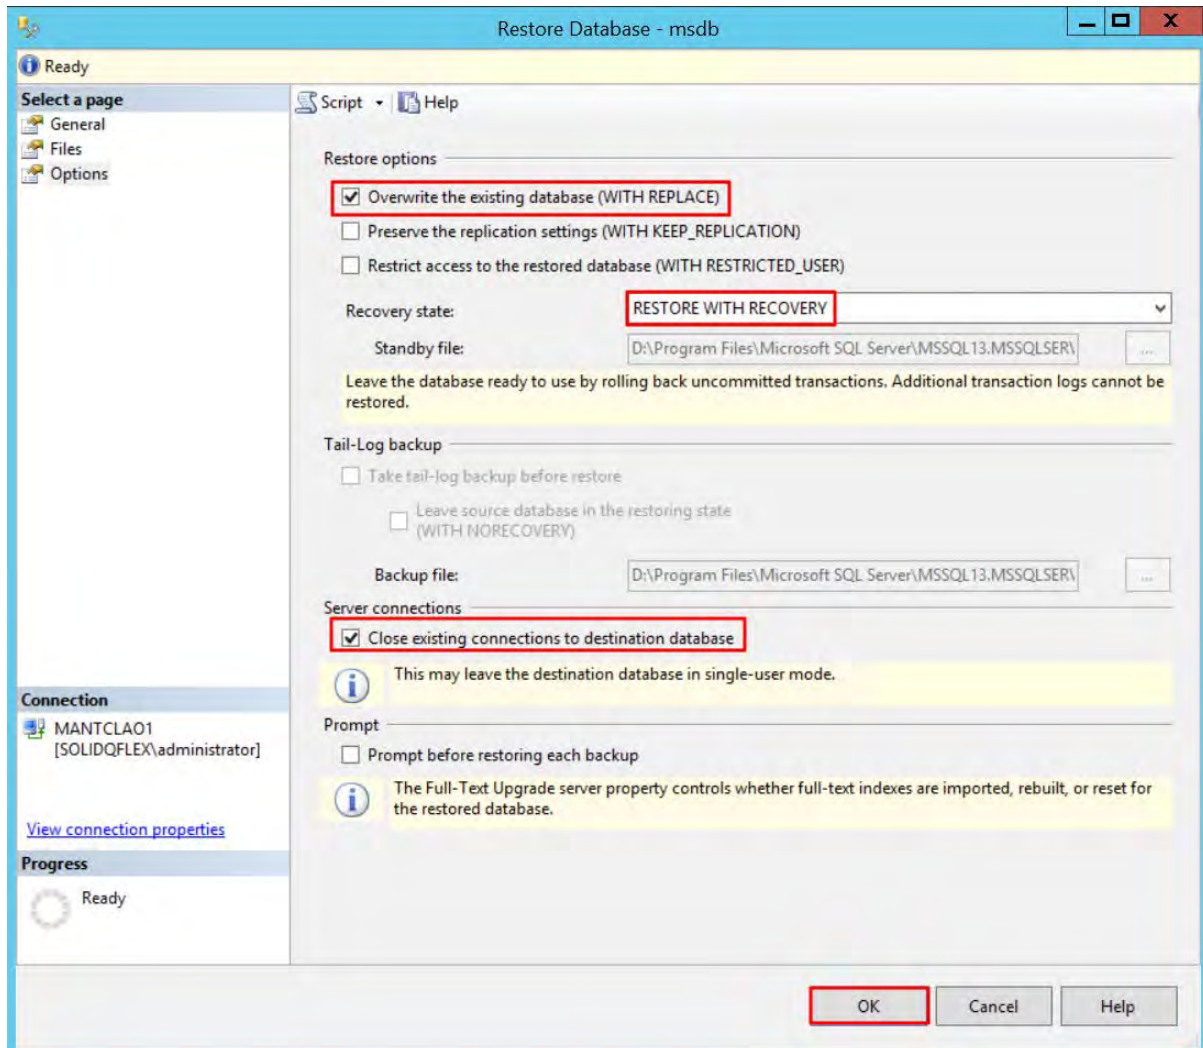 Restore Database - msdb
Ready
Select a page
General
Files
Options
Script
Help
Restore options
Overwrite the existing database (WITH REPLACE)
Preserve the replication settings (WITH KEEP_REPLICATION)
Restrict access to the restored database (WITH RESTRICTED_USER)
Recovery state:
RESTORE WITH RECOVERY
Standby file:
D:\Program Files\Microsoft SQL Server\MSSQL13.MSSQLSER\
...
Leave the database ready to use by rolling back uncommitted transactions. Additional transaction logs cannot be
restored.
Tail-Log backup
Take tail-log backup before restore
Leave source database in the restoring state
(WITH NORECOVERY)
Backup file:
D:\Program Files\Microsoft SQL Server\MSSQL13.MSSQLSER\
...
Server connections
Close existing connections to destination database
This may leave the destination database in single-user mode.
Prompt
Prompt before restoring each backup
The Full-Text Upgrade server property controls whether full-text indexes are imported, rebuilt, or reset for
the restored database.
Connection
MANTCLAO1
[SOLIDQFLEX\administrator]
View connection properties
Progress
Ready
OK
Cancel
Help